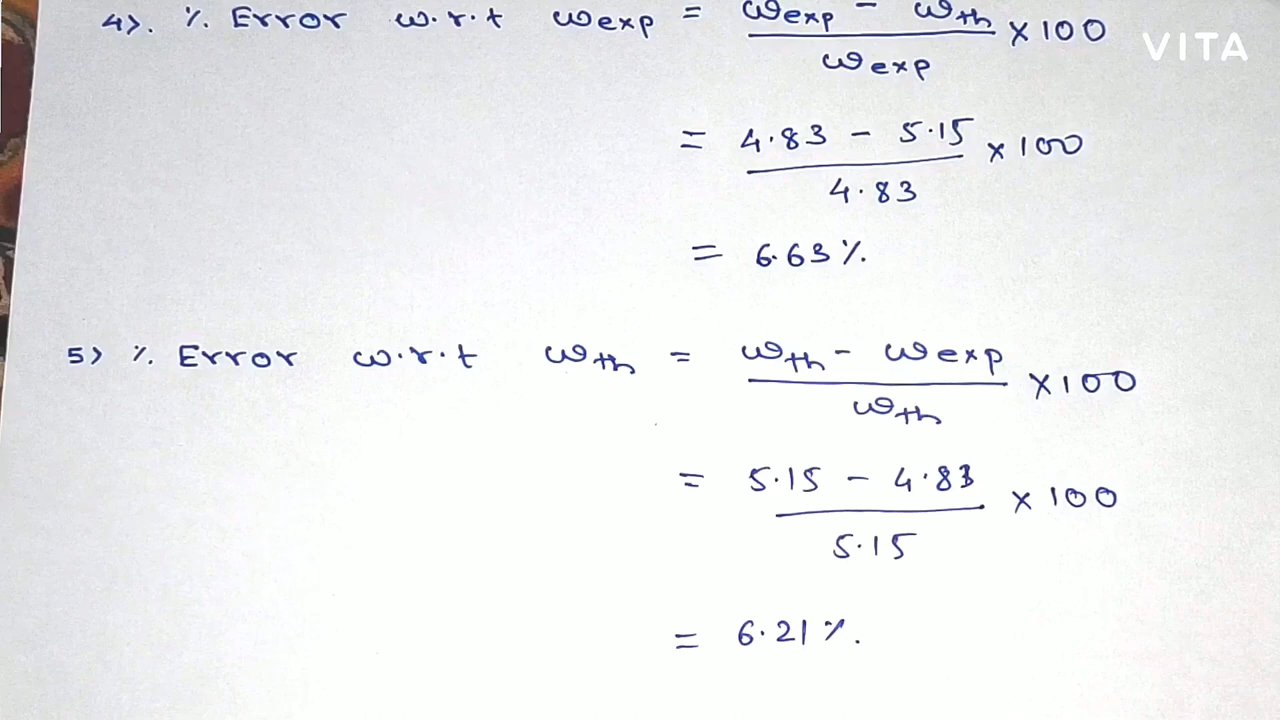 4). % Error w.r.t ωexp = ωexp - ωth / ωexp × 100
VITA
= 4.83 - 5.15 / 4.83 × 100
= 6.63 %.
5) % Error w.r.t ωth = ωth - ωexp / ωth × 100
= 5.15 - 4.83 / 5.15 × 100
= 6.21 %.